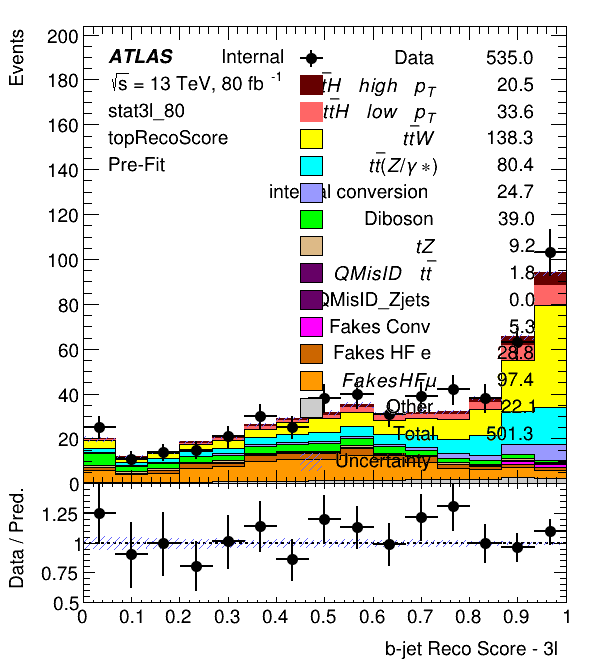 Events
200
180
160
140
120
100
80
60
40
20
0
ATLAS Internal
√s = 13 TeV, 80 fb -1
stat3l_80
topRecoScore
Pre-Fit
Data 535.0
tt̄H high pT 20.5
tt̄H low pT 33.6
tt̄W 138.3
tt̄(Z/γ*) 80.4
internal conversion 24.7
Diboson 39.0
tZ 9.2
QMisID tt̄ 1.8
QMisID_Zjets 0.0
Fakes Conv 5.3
Fakes HF e 28.8
FakesHFμ 97.4
Other 22.1
Total 501.3
Uncertainty
Data / Pred.
1.25
1
0.75
0.5
0 0.1 0.2 0.3 0.4 0.5 0.6 0.7 0.8 0.9 1
b-jet Reco Score - 3l